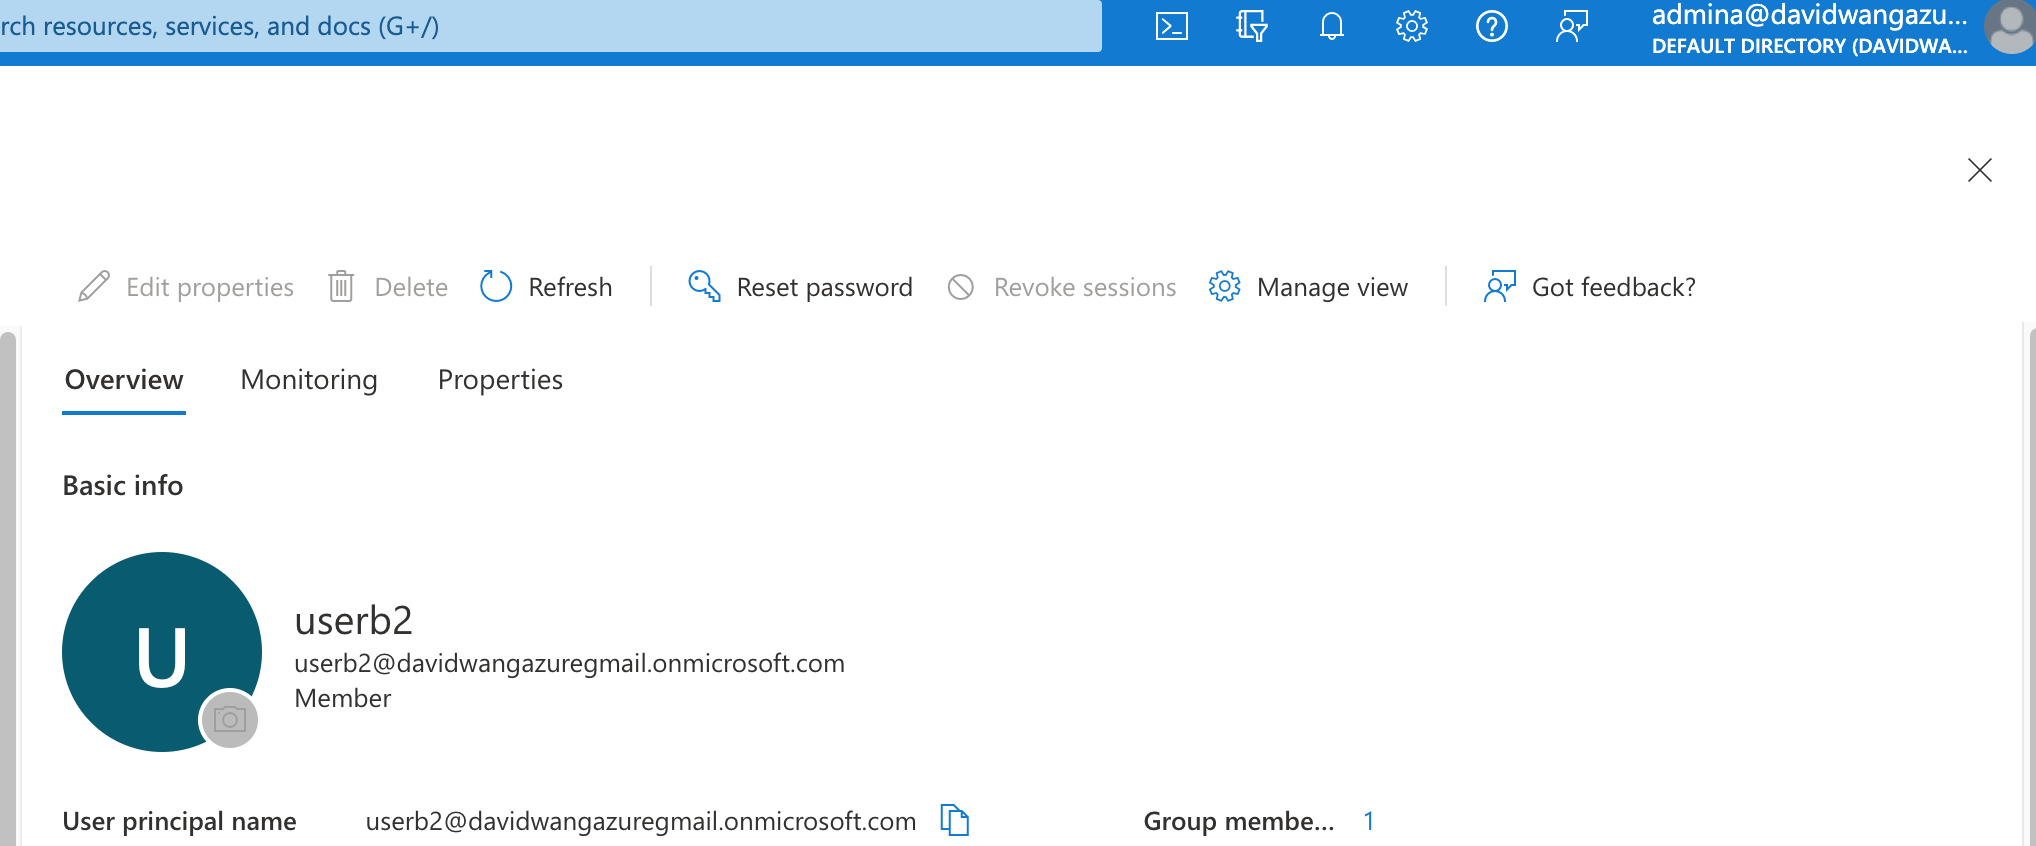 rch resources, services, and docs (G+/)
admina@davidwangazu...
DEFAULT DIRECTORY (DAVIDWA...
Edit properties Delete Refresh Reset password Revoke sessions Manage view Got feedback?
Overview Monitoring Properties
Basic info
U
userb2
userb2@davidwangazuregmail.onmicrosoft.com
Member
User principal name userb2@davidwangazuregmail.onmicrosoft.com Group membe... 1